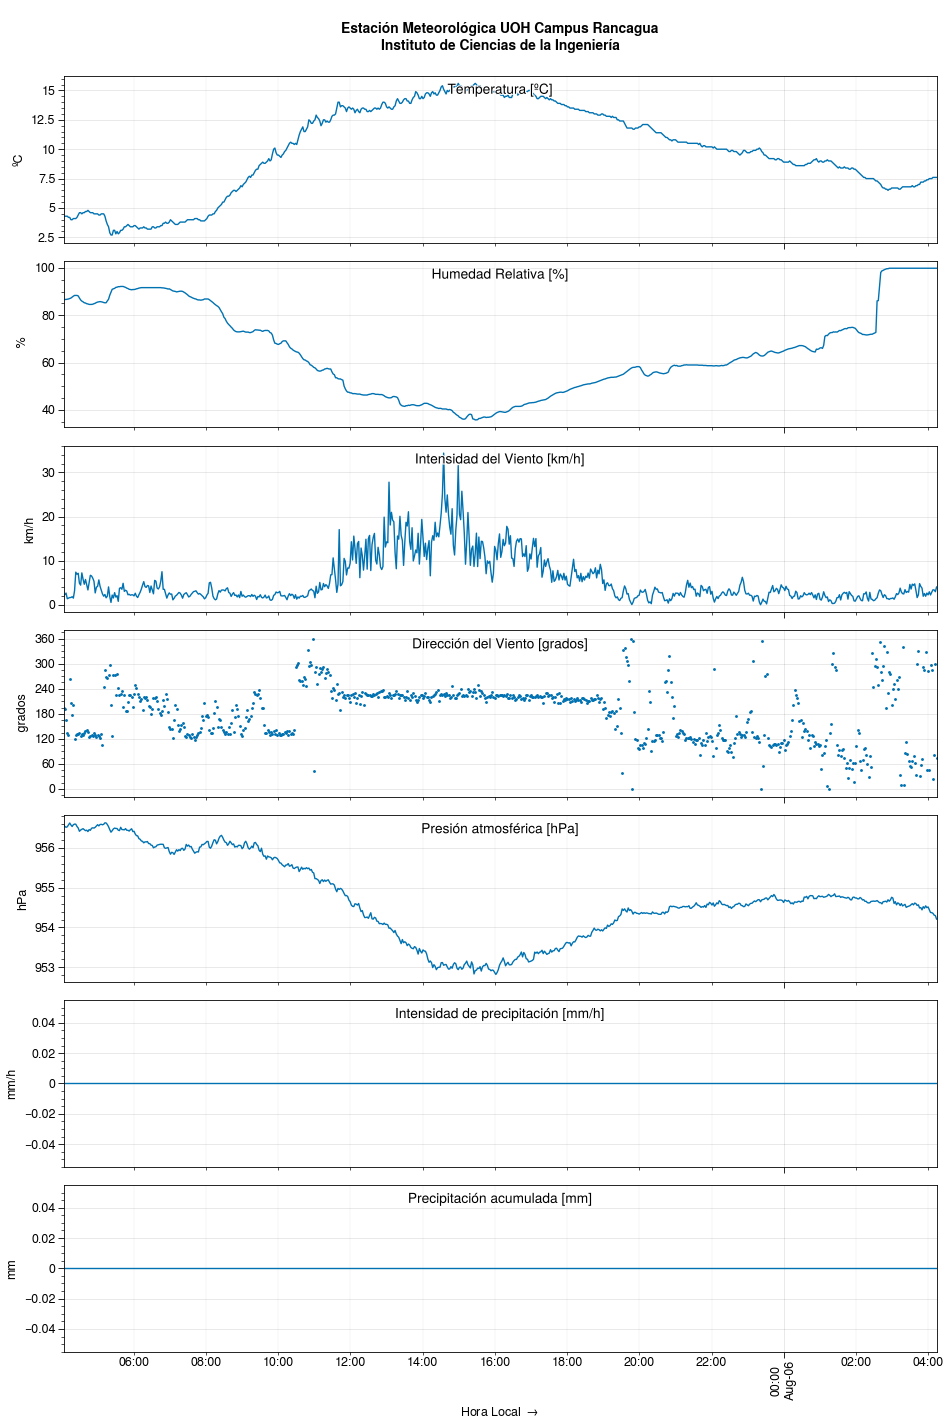 Estación Meteorológica UOH Campus Rancagua
Instituto de Ciencias de la Ingeniería
Temperatura [ºC]
15
12.5
10
7.5
5
2.5
ºC
Humedad Relativa [%]
100
80
60
40
%
Intensidad del Viento [km/h]
30
20
10
0
km/h
Dirección del Viento [grados]
360
300
240
180
120
60
0
grados
Presión atmosférica [hPa]
956
955
954
953
hPa
Intensidad de precipitación [mm/h]
0.04
0.02
0
−0.02
−0.04
mm/h
Precipitación acumulada [mm]
0.04
0.02
0
−0.02
−0.04
mm
06:00 08:00 10:00 12:00 14:00 16:00 18:00 20:00 22:00 00:00 02:00 04:00
Aug-06
Hora Local →